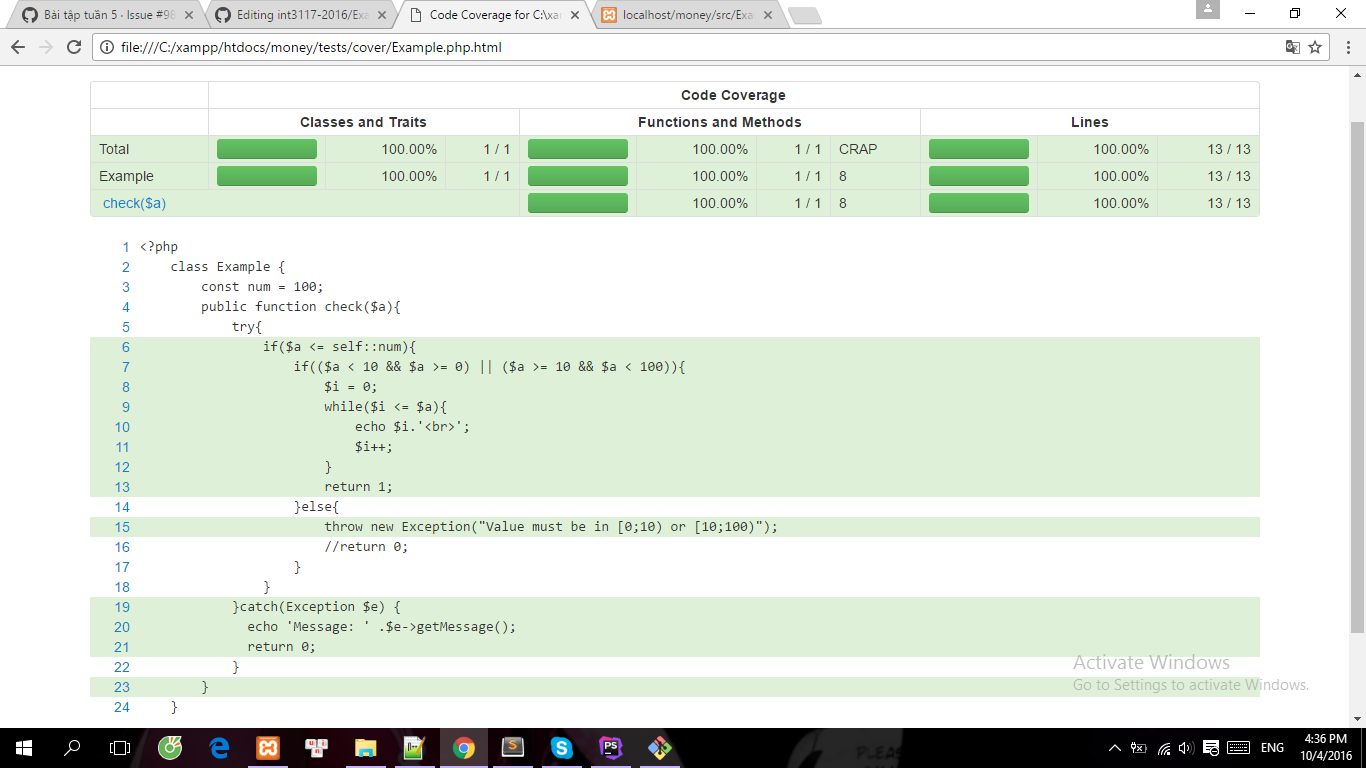 Bài tập tuần 5 · Issue #98
Editing int3117-2016/Exa
Code Coverage for C:\xa
localhost/money/src/Exa
file:///C:/xampp/htdocs/money/tests/cover/Example.php.html
Code Coverage
Classes and Traits Functions and Methods Lines
Total 100.00% 1 / 1 100.00% 1 / 1 CRAP 100.00% 13 / 13
Example 100.00% 1 / 1 100.00% 1 / 1 8 100.00% 13 / 13
check($a) 100.00% 1 / 1 8 100.00% 13 / 13
1 <?php
2 class Example {
3 const num = 100;
4 public function check($a){
5 try{
6 if($a <= self::num){
7 if(($a < 10 && $a >= 0) || ($a >= 10 && $a < 100)){
8 $i = 0;
9 while($i <= $a){
10 echo $i.'<br>';
11 $i++;
12 }
13 return 1;
14 }else{
15 throw new Exception("Value must be in [0;10) or [10;100)");
16 //return 0;
17 }
18 }
19 }catch(Exception $e) {
20 echo 'Message: ' .$e->getMessage();
21 return 0;
22 }
23 }
24 }
Activate Windows
Go to Settings to activate Windows.
ENG
4:36 PM
10/4/2016